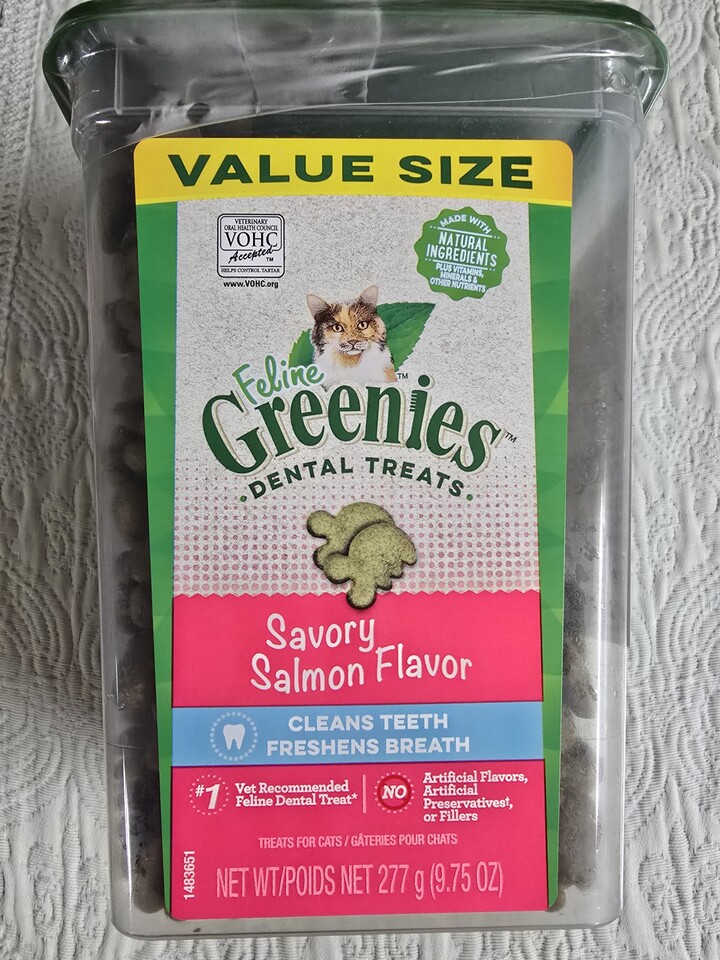 VALUE SIZE
VETERINARY
ORAL HEALTH COUNCIL
VOHC
Accepted™
HELPS CONTROL TARTAR
www.VOHC.org
MADE WITH
NATURAL
INGREDIENTS
PLUS VITAMINS,
MINERALS &
OTHER NUTRIENTS
Feline™
Greenies™
DENTAL TREATS
Savory
Salmon Flavor
CLEANS TEETH
FRESHENS BREATH
#1 Vet Recommended
Feline Dental Treat*
NO Artificial Flavors,
Artificial
Preservatives†,
or Fillers
TREATS FOR CATS / GÂTERIES POUR CHATS
NET WT/POIDS NET 277 g (9.75 OZ)
1483651